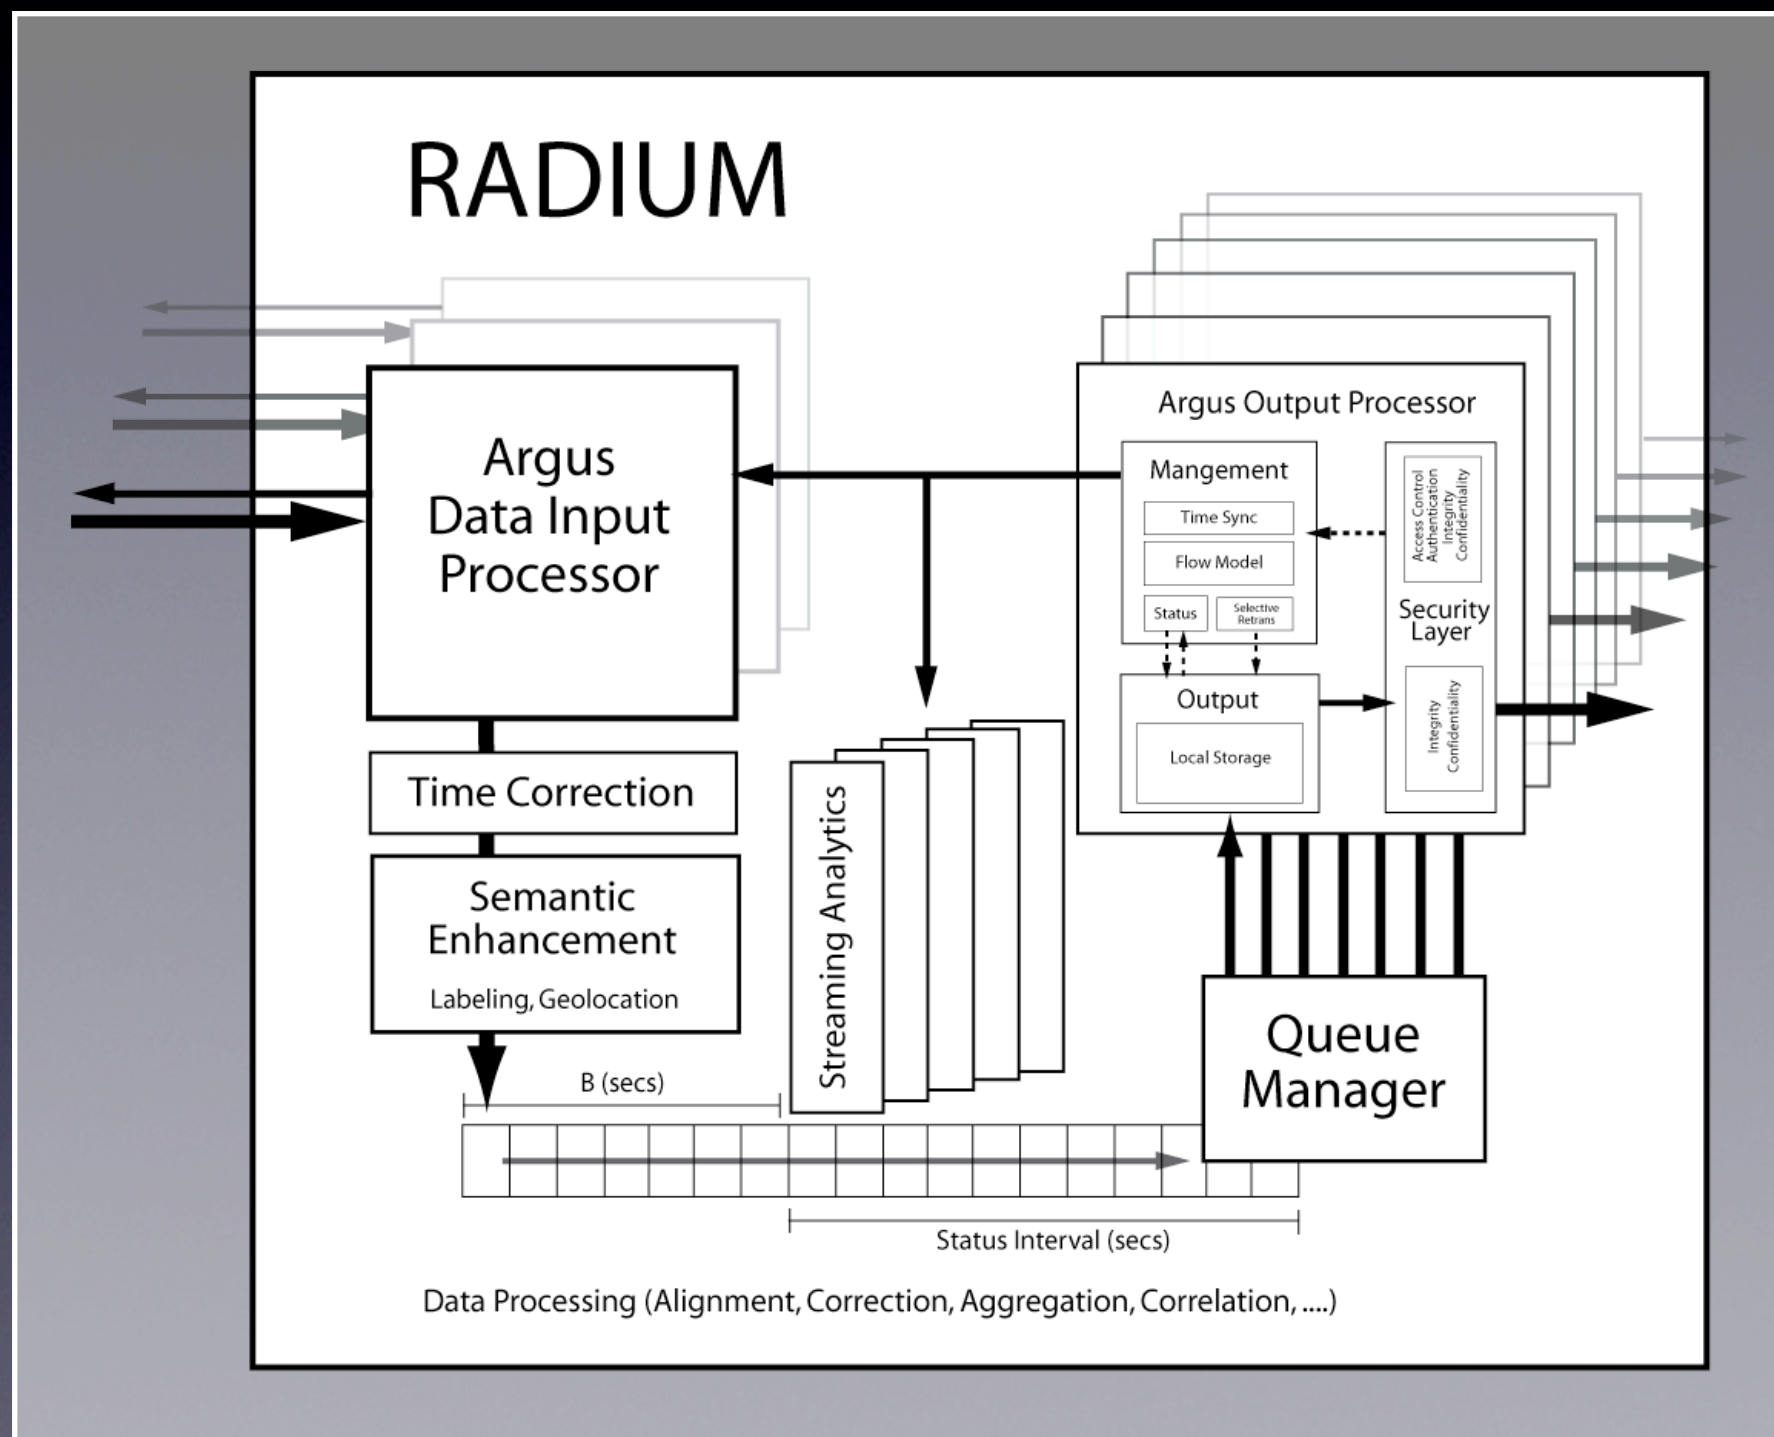 RADIUM
Argus
Data Input
Processor
Time Correction
Semantic
Enhancement
Labeling, Geolocation
B (secs)
Streaming Analytics
Argus Output Processor
Mangement
Time Sync
Flow Model
Status
Selective
Retrans
Output
Local Storage
Access Control
Authentication
Integrity
Confidentiality
Security
Layer
Integrity
Confidentiality
Queue
Manager
Status Interval (secs)
Data Processing (Alignment, Correction, Aggregation, Correlation, ....)